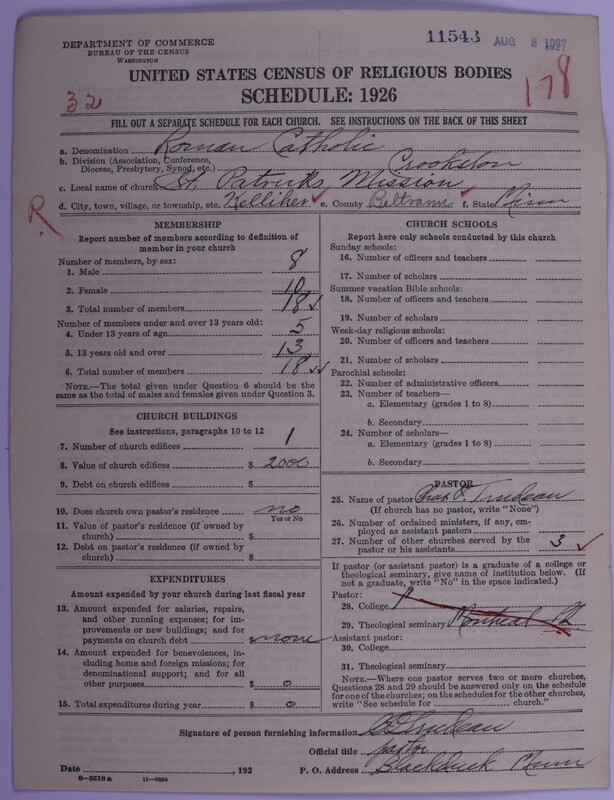 11543 AUG 8 1927
DEPARTMENT OF COMMERCE
BUREAU OF THE CENSUS
WASHINGTON
UNITED STATES CENSUS OF RELIGIOUS BODIES
SCHEDULE: 1926
32
178
FILL OUT A SEPARATE SCHEDULE FOR EACH CHURCH. SEE INSTRUCTIONS ON THE BACK OF THIS SHEET
a. Denomination Roman Catholic
b. Division (Association, Conference,
Diocese, Presbytery, Synod, etc.) Crookston
c. Local name of church St. Patricks Mission
d. City, town, village, or township, etc. Kelliher e. County Beltrami f. State Minn
R
MEMBERSHIP
Report number of members according to definition of
member in your church
Number of members, by sex:
1. Male 8
2. Female 10
3. Total number of members 18
Number of members under and over 13 years old:
4. Under 13 years of age 5
5. 13 years old and over 13
6. Total number of members 18
NOTE.—The total given under Question 6 should be the
same as the total of males and females given under Question 3.
CHURCH BUILDINGS
See instructions, paragraphs 10 to 12
7. Number of church edifices 1
8. Value of church edifices $ 2000
9. Debt on church edifices $
10. Does church own pastor's residence no
Yes or No
11. Value of pastor's residence (if owned by
church) $
12. Debt on pastor's residence (if owned by
church) $
EXPENDITURES
Amount expended by your church during last fiscal year
13. Amount expended for salaries, repairs,
and other running expenses; for im-
provements or new buildings; and for
payments on church debt none
14. Amount expended for benevolences, in-
cluding home and foreign missions; for
denominational support; and for all
other purposes $ 0
15. Total expenditures during year $ 0
CHURCH SCHOOLS
Report here only schools conducted by this church
Sunday schools:
16. Number of officers and teachers
17. Number of scholars
Summer vacation Bible schools:
18. Number of officers and teachers
19. Number of scholars
Week-day religious schools:
20. Number of officers and teachers
21. Number of scholars
Parochial schools:
22. Number of administrative officers
23. Number of teachers—
a. Elementary (grades 1 to 8)
b. Secondary
24. Number of scholars—
a. Elementary (grades 1 to 8)
b. Secondary
PASTOR
25. Name of pastor Trudeau
(If church has no pastor, write "None")
26. Number of ordained ministers, if any, em-
ployed as assistant pastors
27. Number of other churches served by the
pastor or his assistants 3
If pastor (or assistant pastor) is a graduate of a college or
theological seminary, give name of institution below. (If
not a graduate, write "No" in the space indicated.)
Pastor:
28. College
29. Theological seminary Montreal
Assistant pastor:
30. College
31. Theological seminary
NOTE.—Where one pastor serves two or more churches,
Questions 28 and 29 should be answered only on the schedule
for one of the churches; on the schedules for the other churches,
write "See schedule for church."
Signature of person furnishing information Trudeau
Official title pastor
Date , 192 P. O. Address Blackduck Minn
8-5518a 11-9034